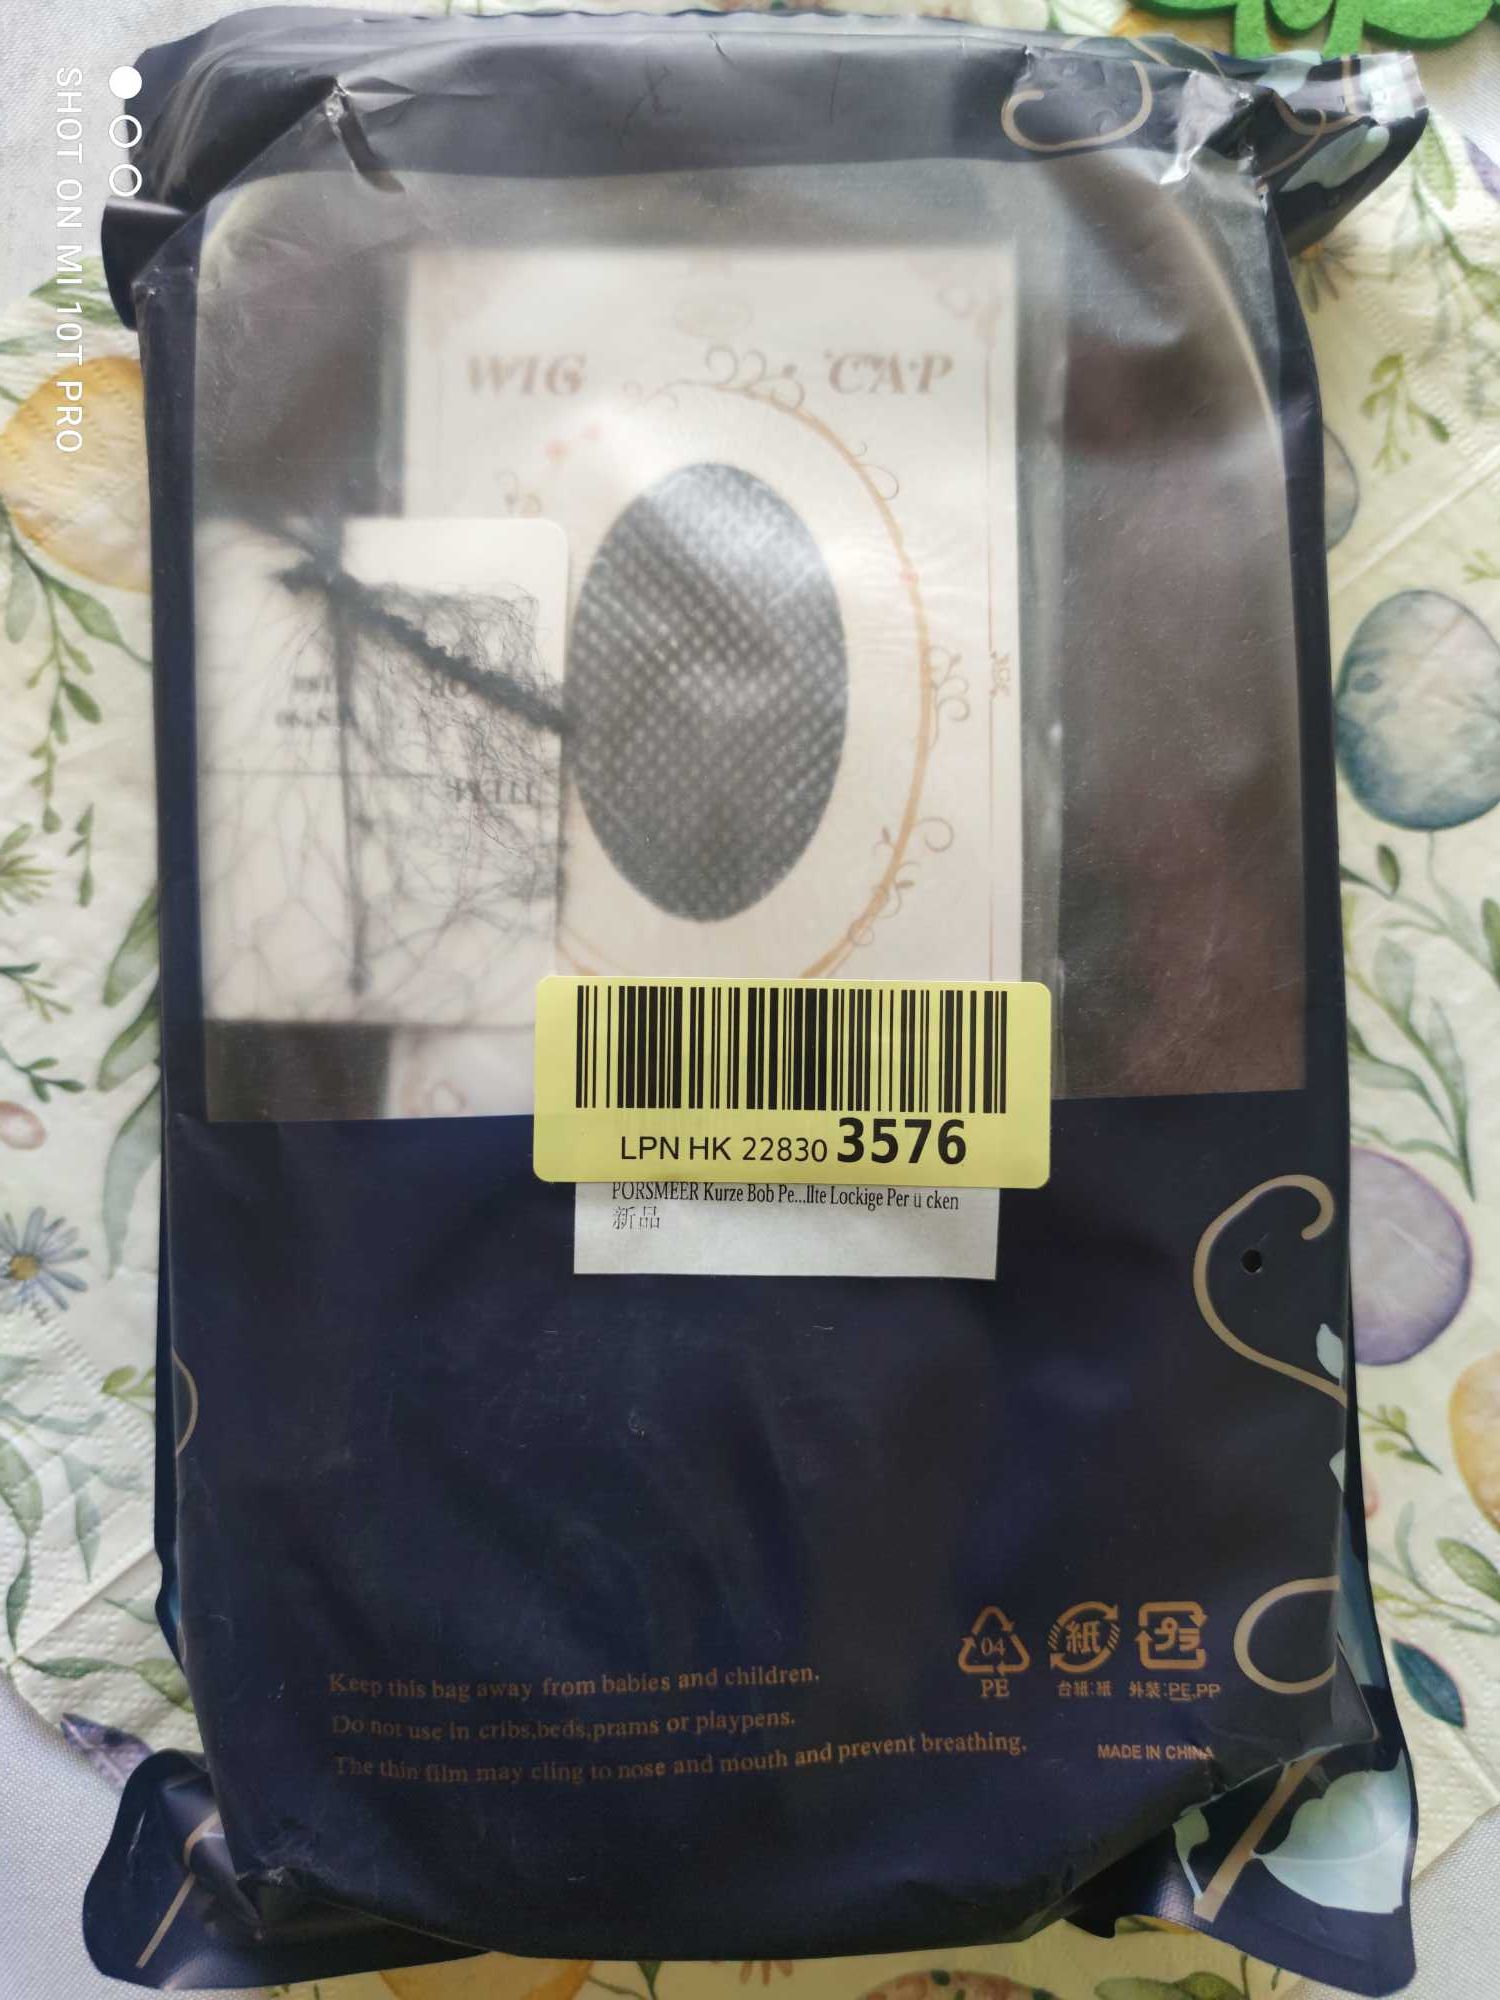 SHOT ON MI 10T PRO
WIG CAP
LPN HK 22830 3576
PORSMEER Kurze Bob Pe...llte Lockige Per ü cken
新品
04
PE
紙
台紙:紙
プラ
外装:PE,PP
Keep this bag away from babies and children.
Do not use in cribs,beds,prams or playpens.
The thin film may cling to nose and mouth and prevent breathing.
MADE IN CHINA